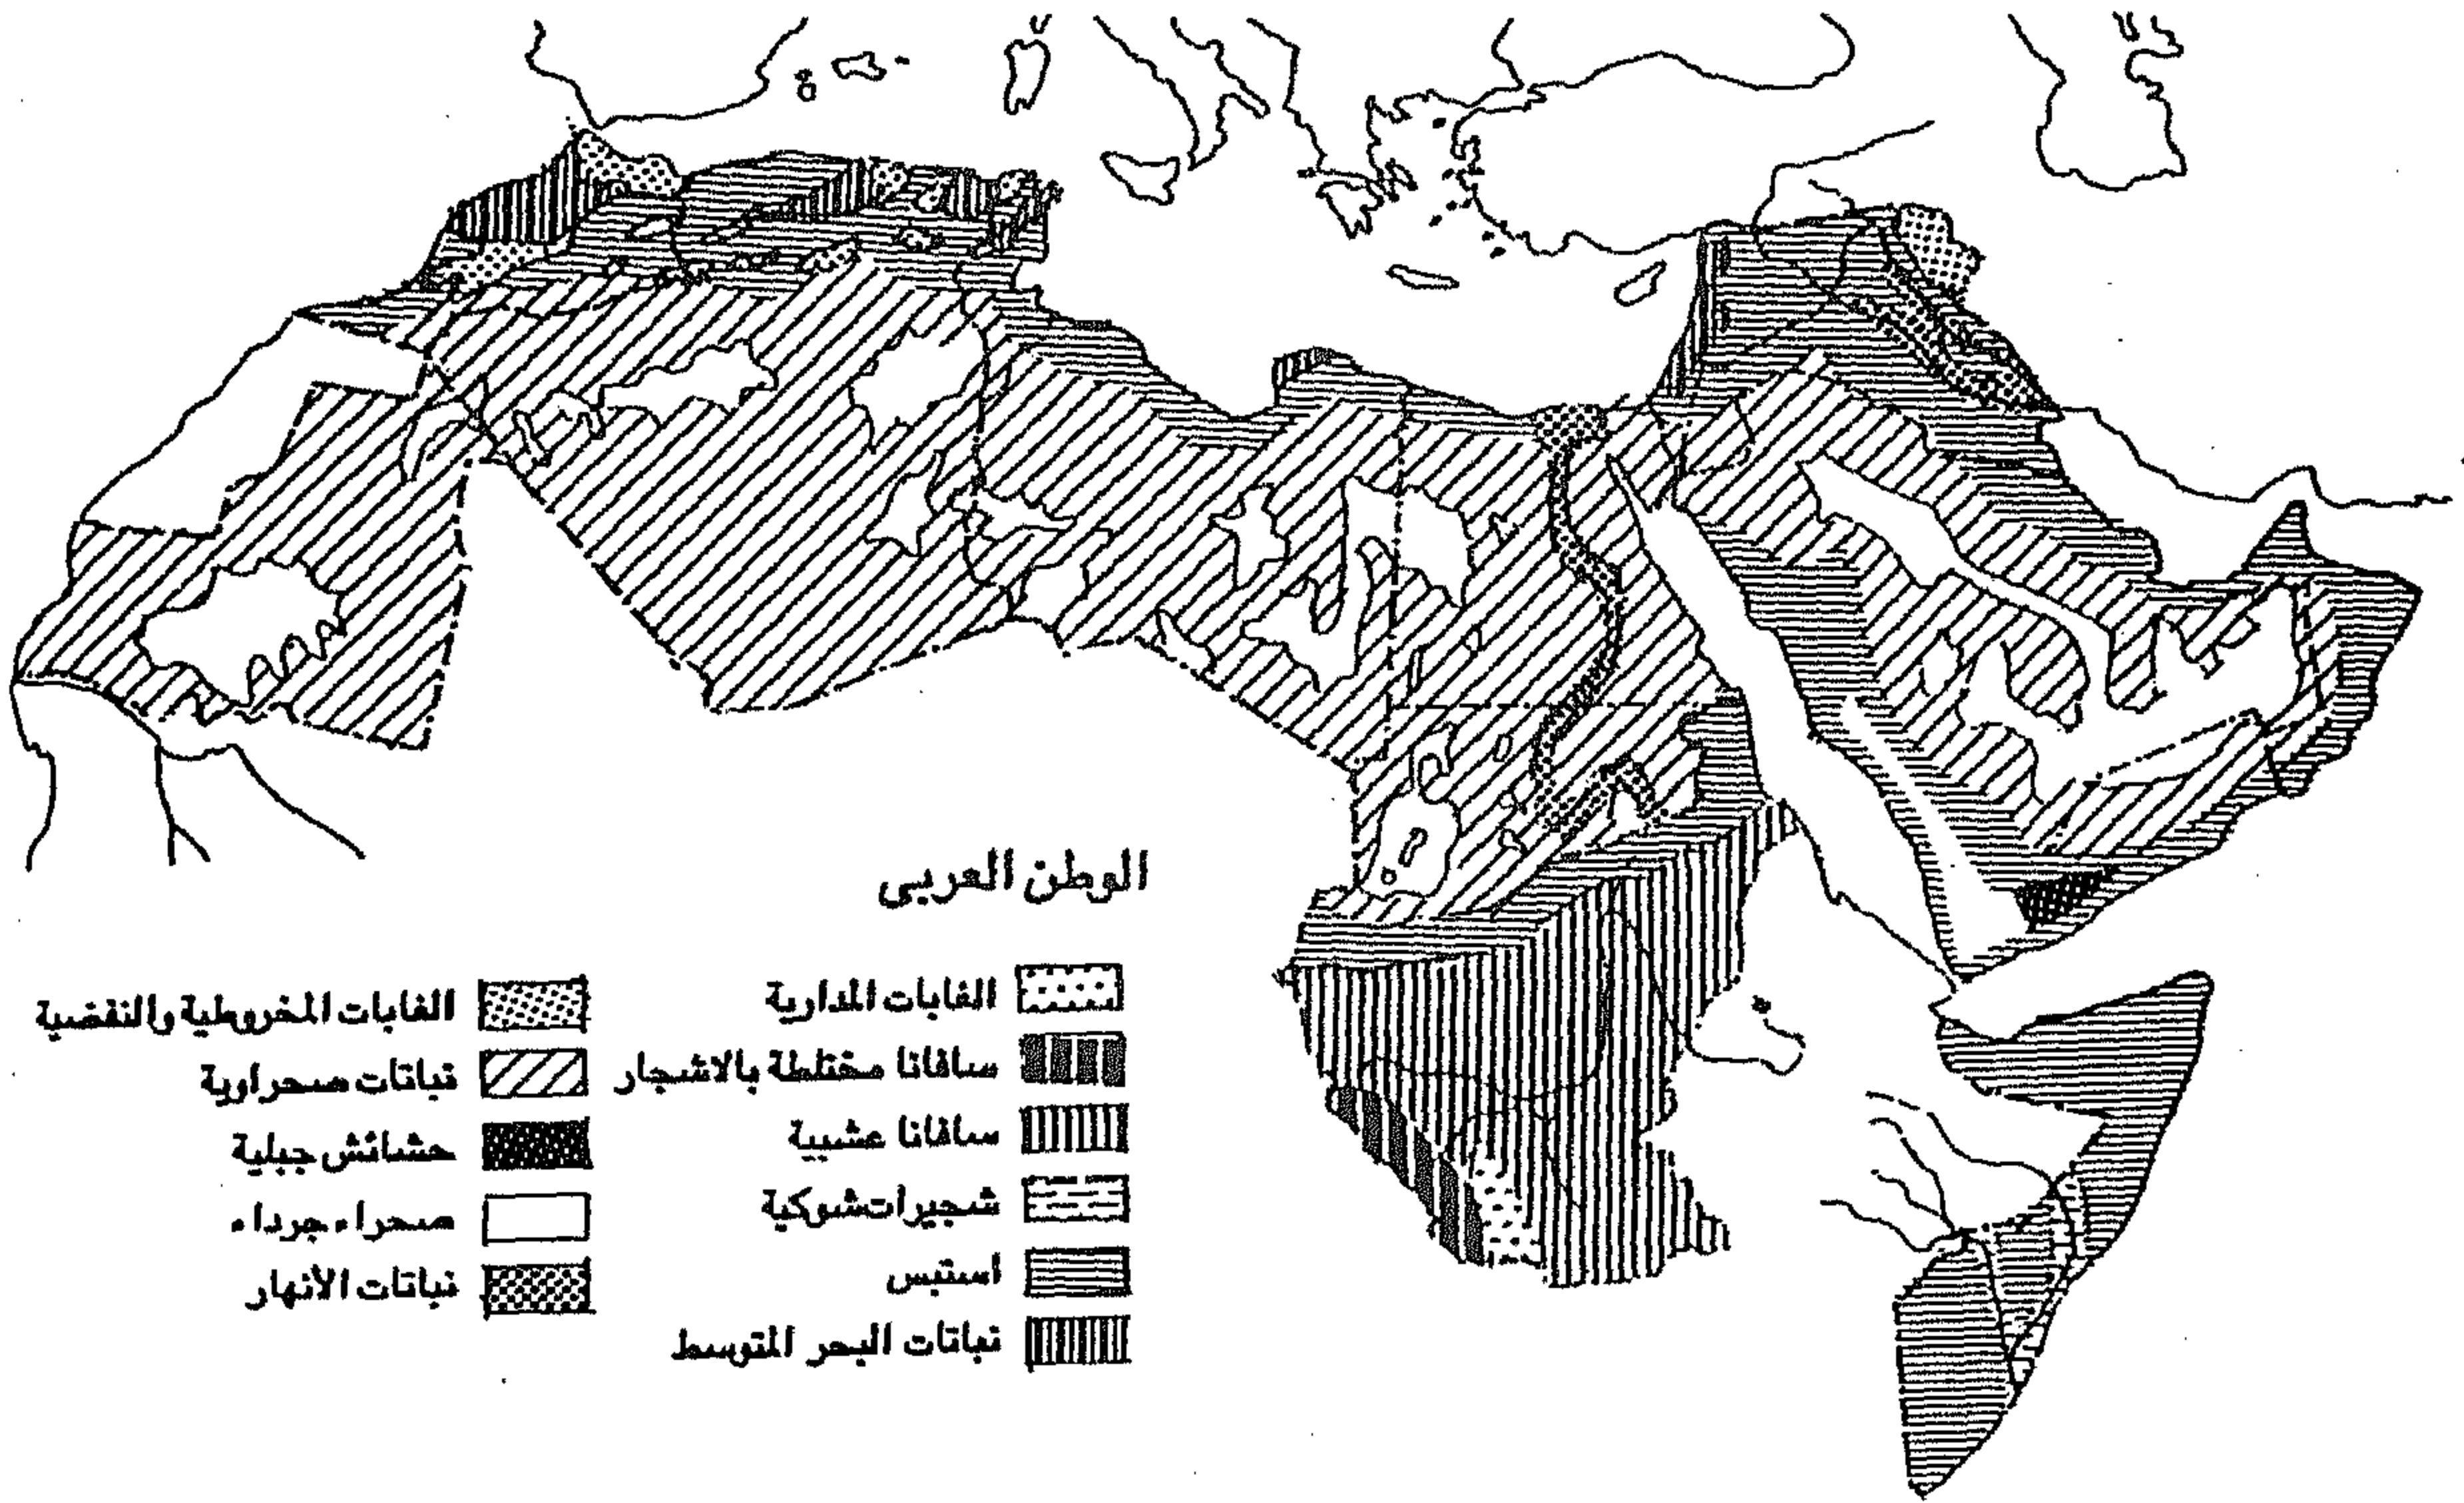 الوطن العربى
الغابات المدارية
سافانا مختلطة بالاشجار
سافانا عشبية
شجيرات شوكية
استبس
نباتات البحر المتوسط
الغابات المخروطية والنفضية
نباتات صحراوية
حشائش جبلية
صحراء جرداء
نباتات الأنهار